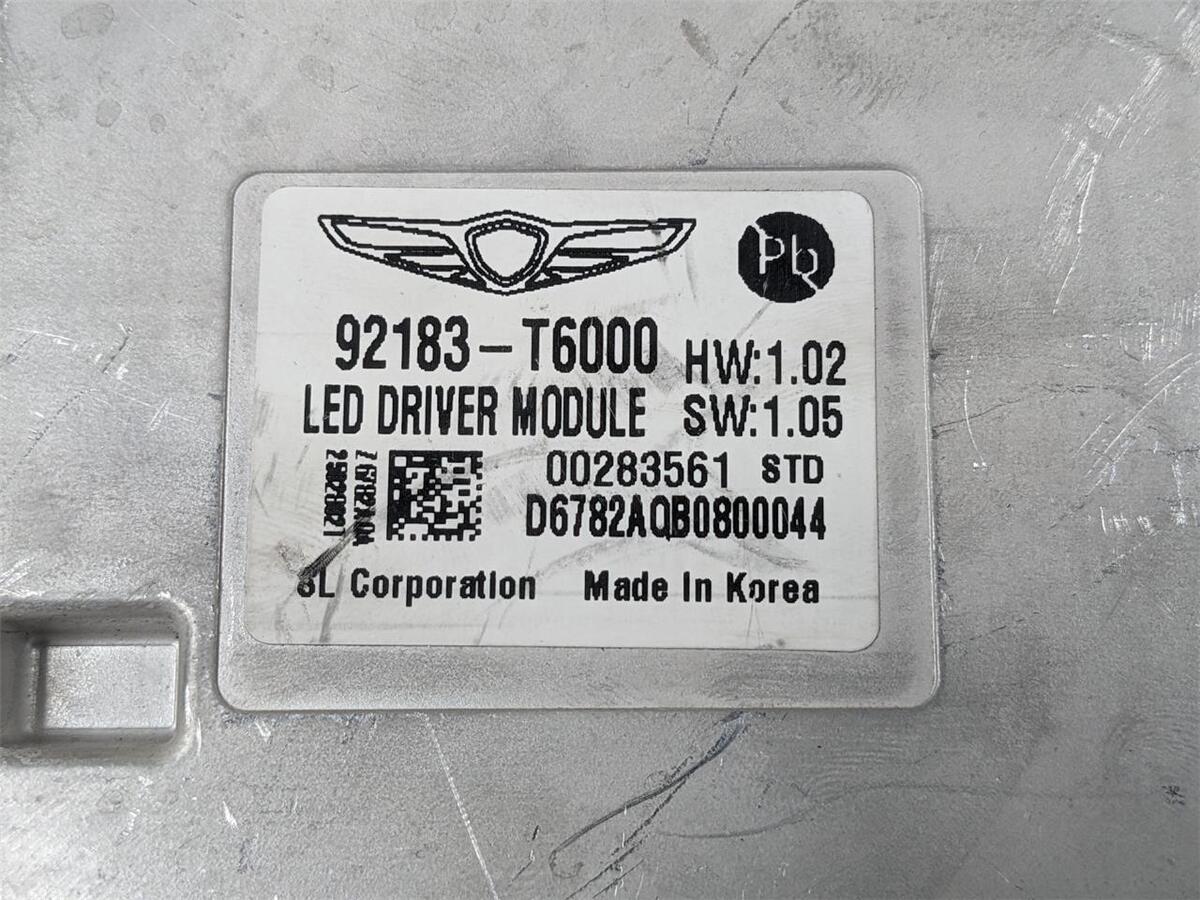 Pb
92183-T6000
HW:1.02
LED DRIVER MODULE
SW:1.05
00283561 STD
D6782AQB0800044
SL Corporation Made In Korea